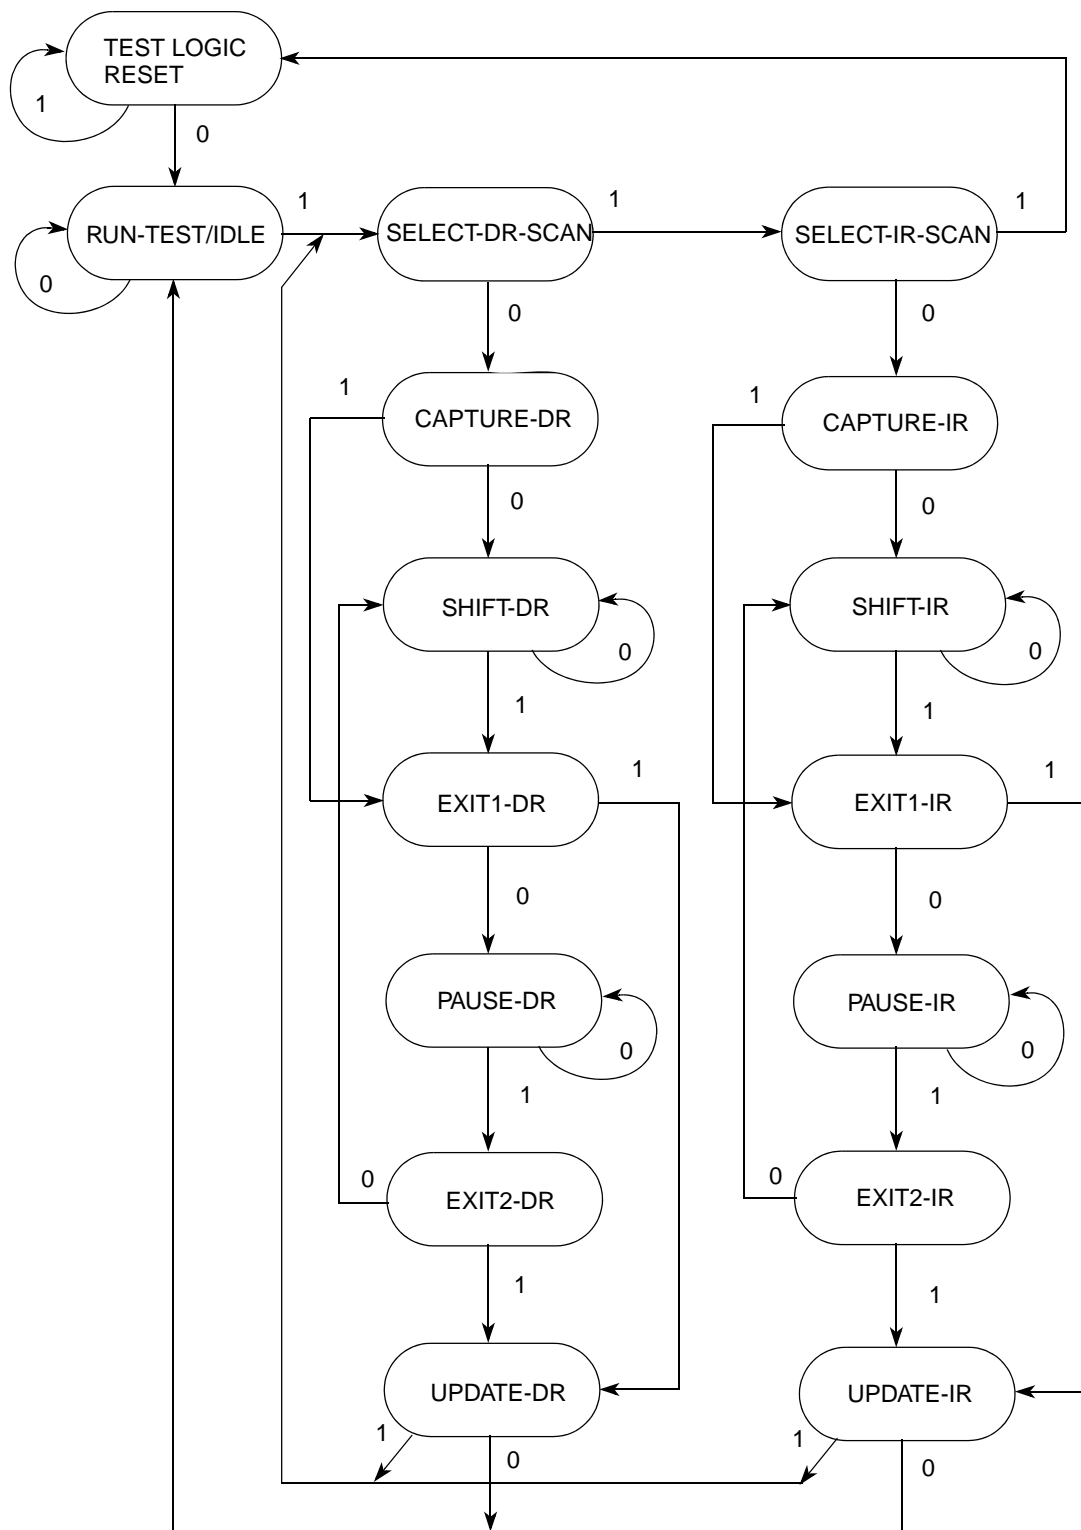 TEST LOGIC
RESET
1
0
RUN-TEST/IDLE
1
SELECT-DR-SCAN
1
SELECT-IR-SCAN
1
0
0
0
1
CAPTURE-DR
1
CAPTURE-IR
0
0
SHIFT-DR
0
SHIFT-IR
0
1
1
EXIT1-DR
1
EXIT1-IR
1
0
0
PAUSE-DR
0
PAUSE-IR
0
1
1
0
EXIT2-DR
0
EXIT2-IR
1
1
UPDATE-DR
UPDATE-IR
1
0
1
0